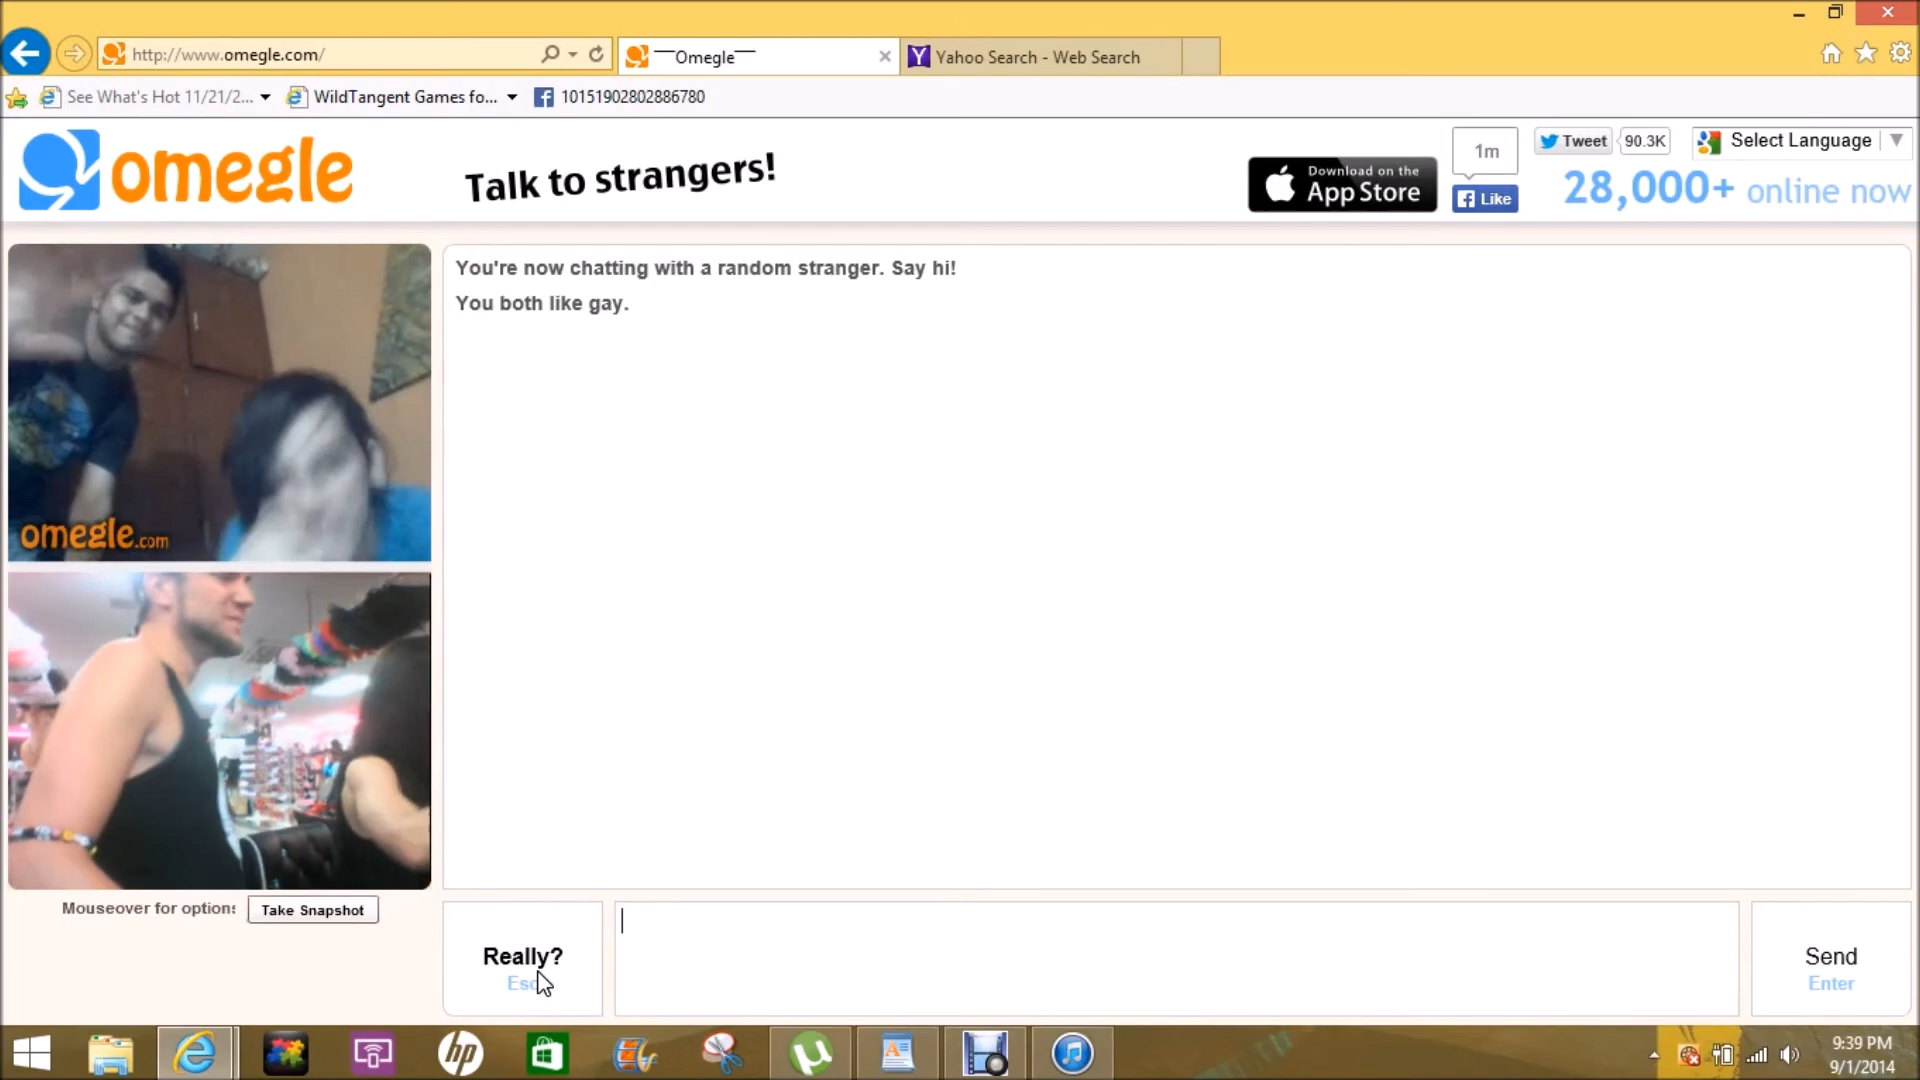 http://www.omegle.com/
Omegle
Yahoo Search - Web Search
See What's Hot 11/21/2...
WildTangent Games fo...
10151902802886780
omegle
Talk to strangers!
Download on the
App Store
1m
Like
Tweet
90.3K
Select Language
28,000+ online now
You're now chatting with a random stranger. Say hi!
You both like gay.
omegle.com
Mouseover for options
Take Snapshot
Really?
Esc
Send
Enter
hp
9:39 PM
9/1/2014